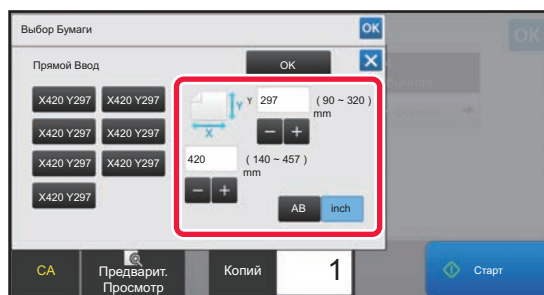 Выбор Бумаги
OK
OK
Прямой Ввод
OK
X420 Y297 X420 Y297
X420 Y297 X420 Y297
X420 Y297 X420 Y297
X420 Y297
Y
Y 297 ( 90 ~ 320 )
mm
X
420 ( 140 ~ 457 )
mm
AB inch
CA
Предварит.
Просмотр
Копий 1
Старт